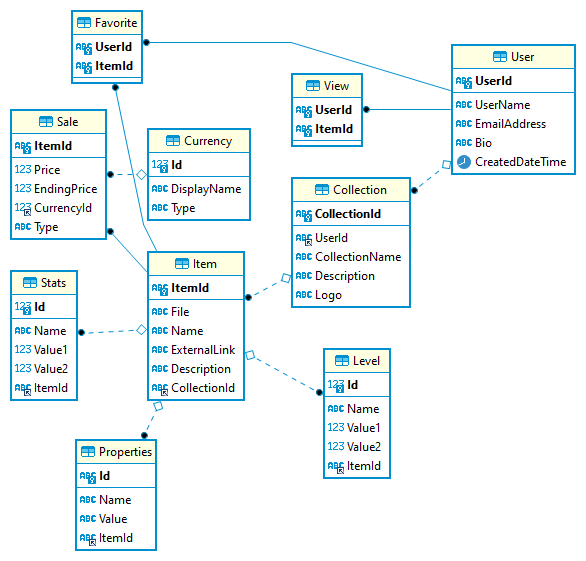 Favorite
UserId
ItemId
User
UserId
UserName
EmailAddress
Bio
CreatedDateTime
View
UserId
ItemId
Sale
ItemId
Price
EndingPrice
CurrencyId
Type
Currency
Id
DisplayName
Type
Collection
CollectionId
UserId
CollectionName
Description
Logo
Item
ItemId
File
Name
ExternalLink
Description
CollectionId
Stats
Id
Name
Value1
Value2
ItemId
Level
Id
Name
Value1
Value2
ItemId
Properties
Id
Name
Value
ItemId